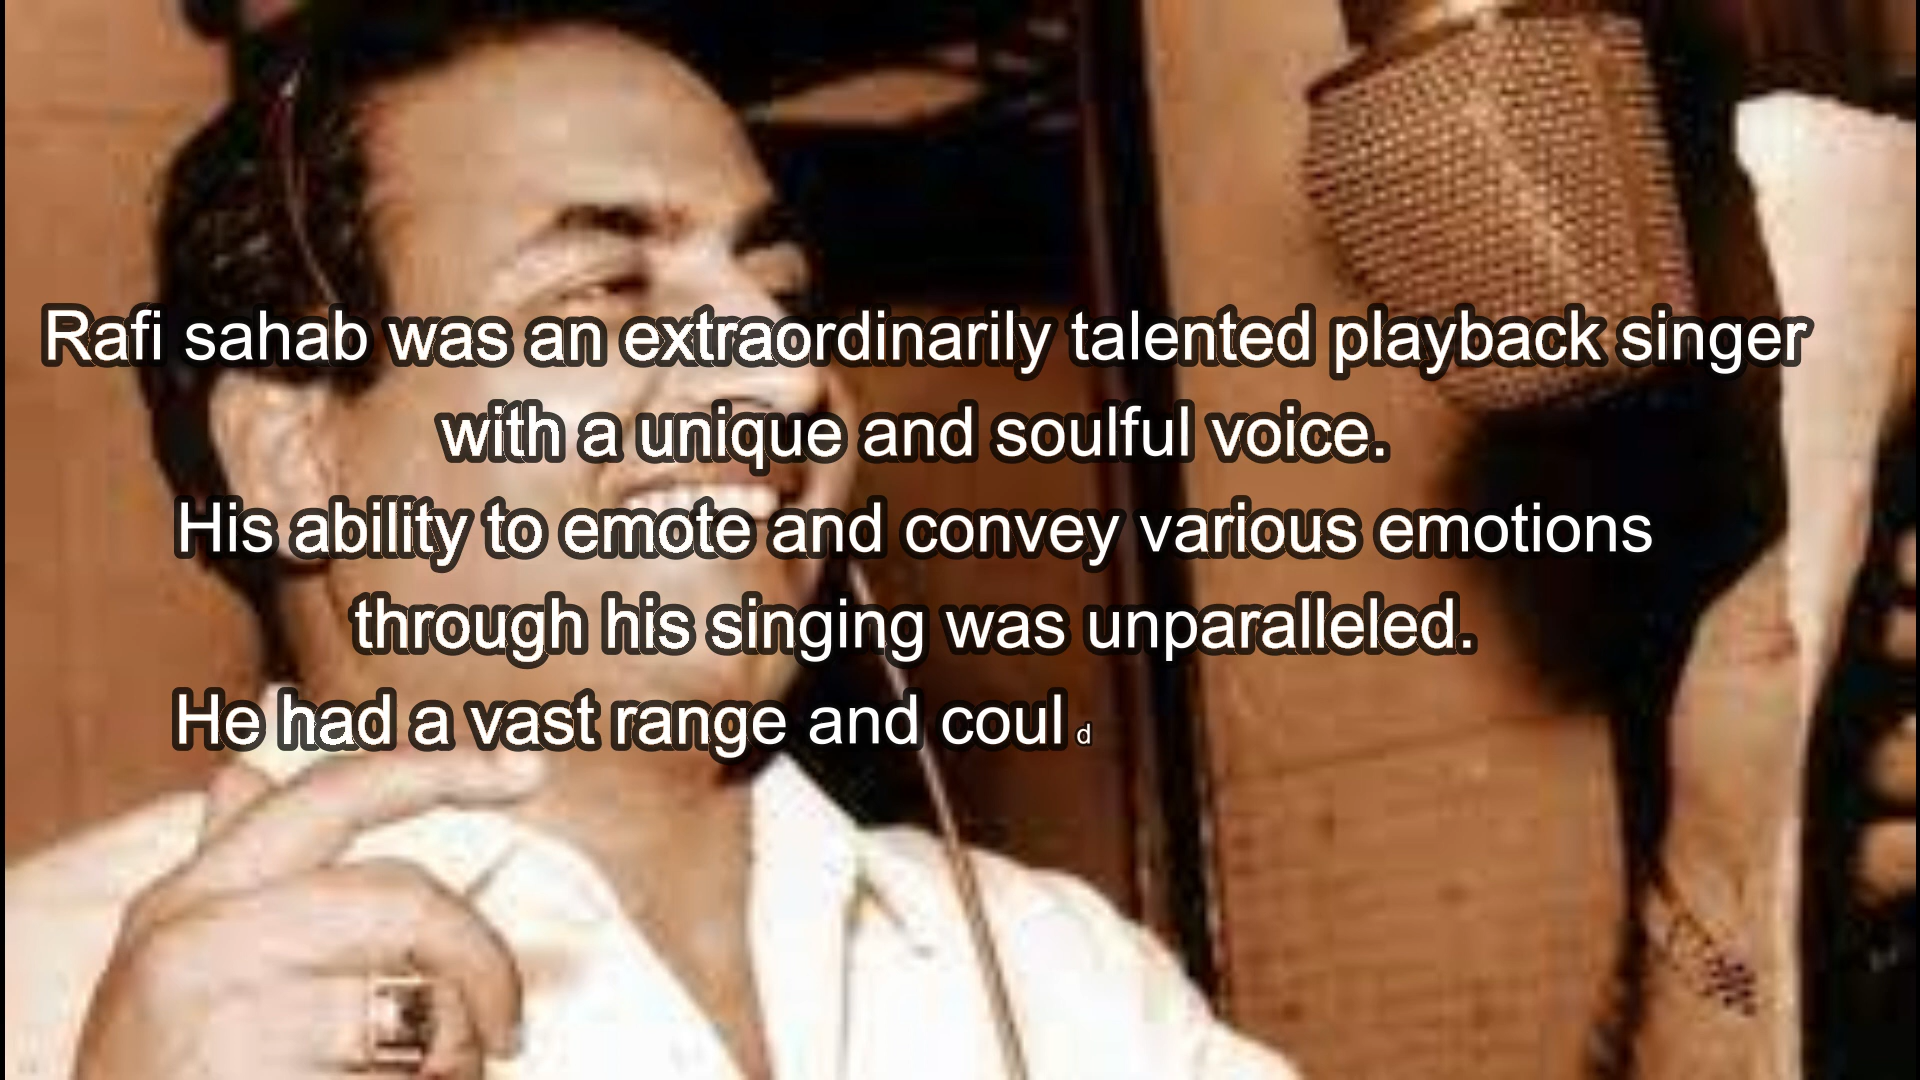 Rafi sahab was an extraordinarily talented playback singer
with a unique and soulful voice.
His ability to emote and convey various emotions
through his singing was unparalleled.
He had a vast range and could